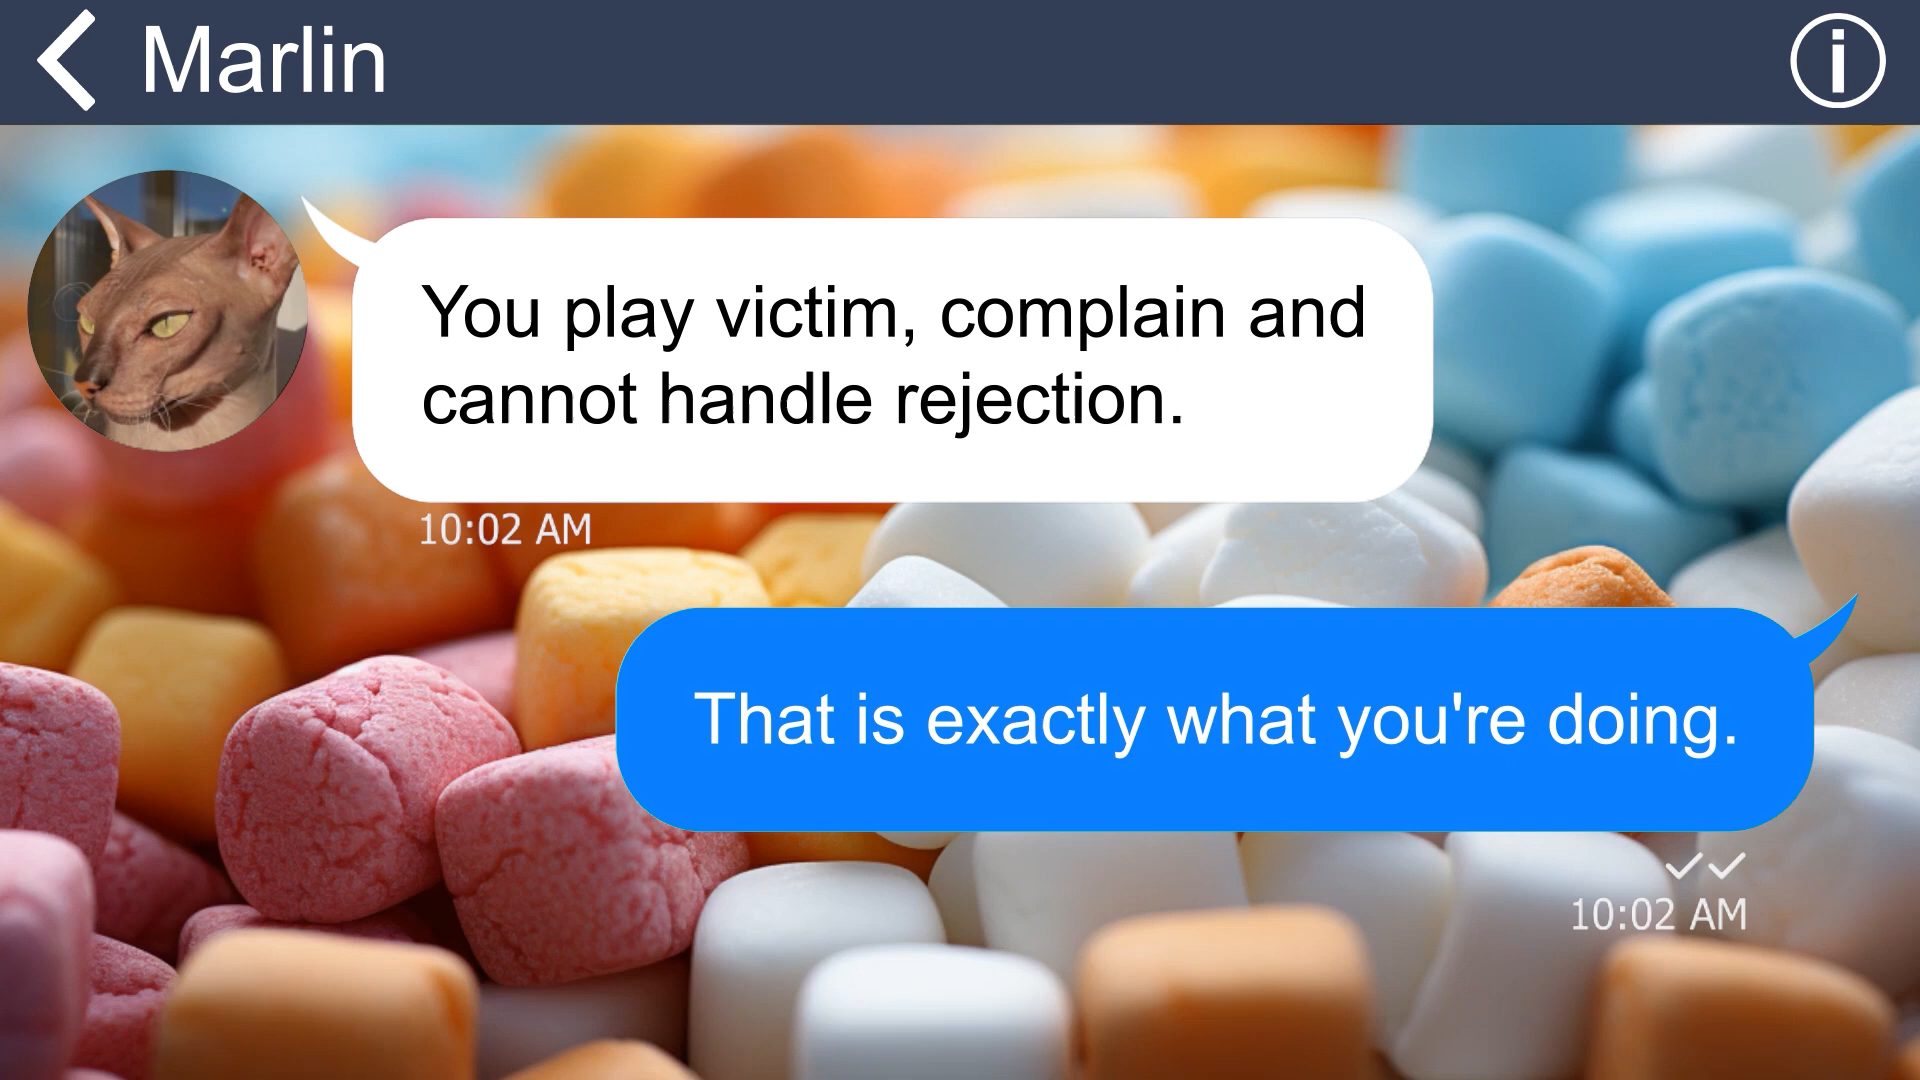 Marlin
You play victim, complain and
cannot handle rejection.
10:02 AM
That is exactly what you're doing.
10:02 AM